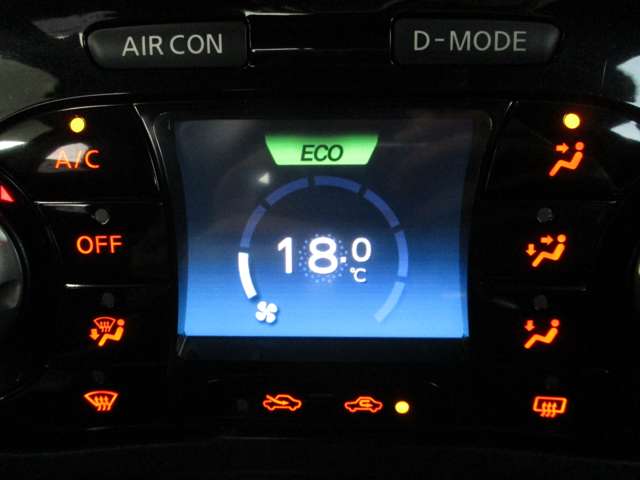 AIR CON
D-MODE
A/C
ECO
OFF
18.0
°C